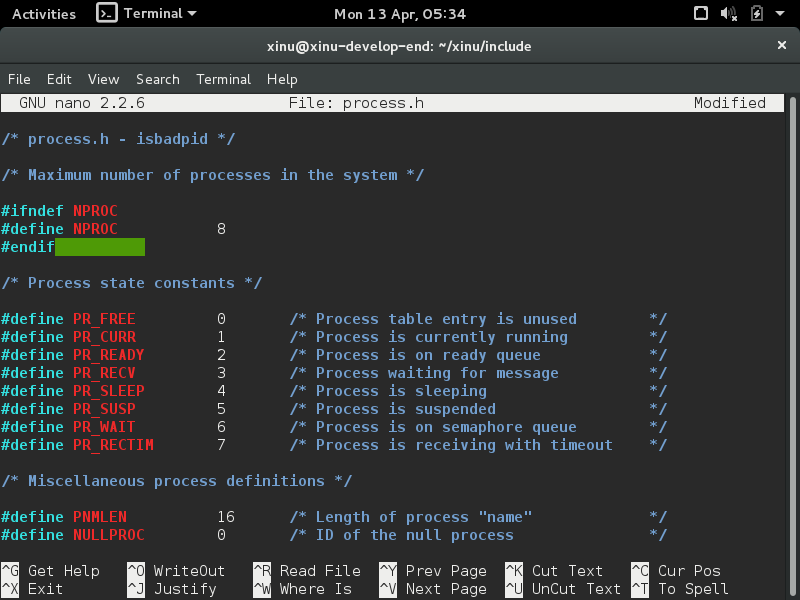 Activities Terminal Mon 13 Apr, 05:34
xinu@xinu-develop-end: ~/xinu/include ×
File Edit View Search Terminal Help
GNU nano 2.2.6 File: process.h Modified
/* process.h - isbadpid */
/* Maximum number of processes in the system */
#ifndef NPROC
#define NPROC 8
#endif
/* Process state constants */
#define PR_FREE 0 /* Process table entry is unused */
#define PR_CURR 1 /* Process is currently running */
#define PR_READY 2 /* Process is on ready queue */
#define PR_RECV 3 /* Process waiting for message */
#define PR_SLEEP 4 /* Process is sleeping */
#define PR_SUSP 5 /* Process is suspended */
#define PR_WAIT 6 /* Process is on semaphore queue */
#define PR_RECTIM 7 /* Process is receiving with timeout */
/* Miscellaneous process definitions */
#define PNMLEN 16 /* Length of process "name" */
#define NULLPROC 0 /* ID of the null process */
^G Get Help ^O WriteOut ^R Read File ^Y Prev Page ^K Cut Text ^C Cur Pos
^X Exit ^J Justify ^W Where Is ^V Next Page ^U UnCut Text ^T To Spell